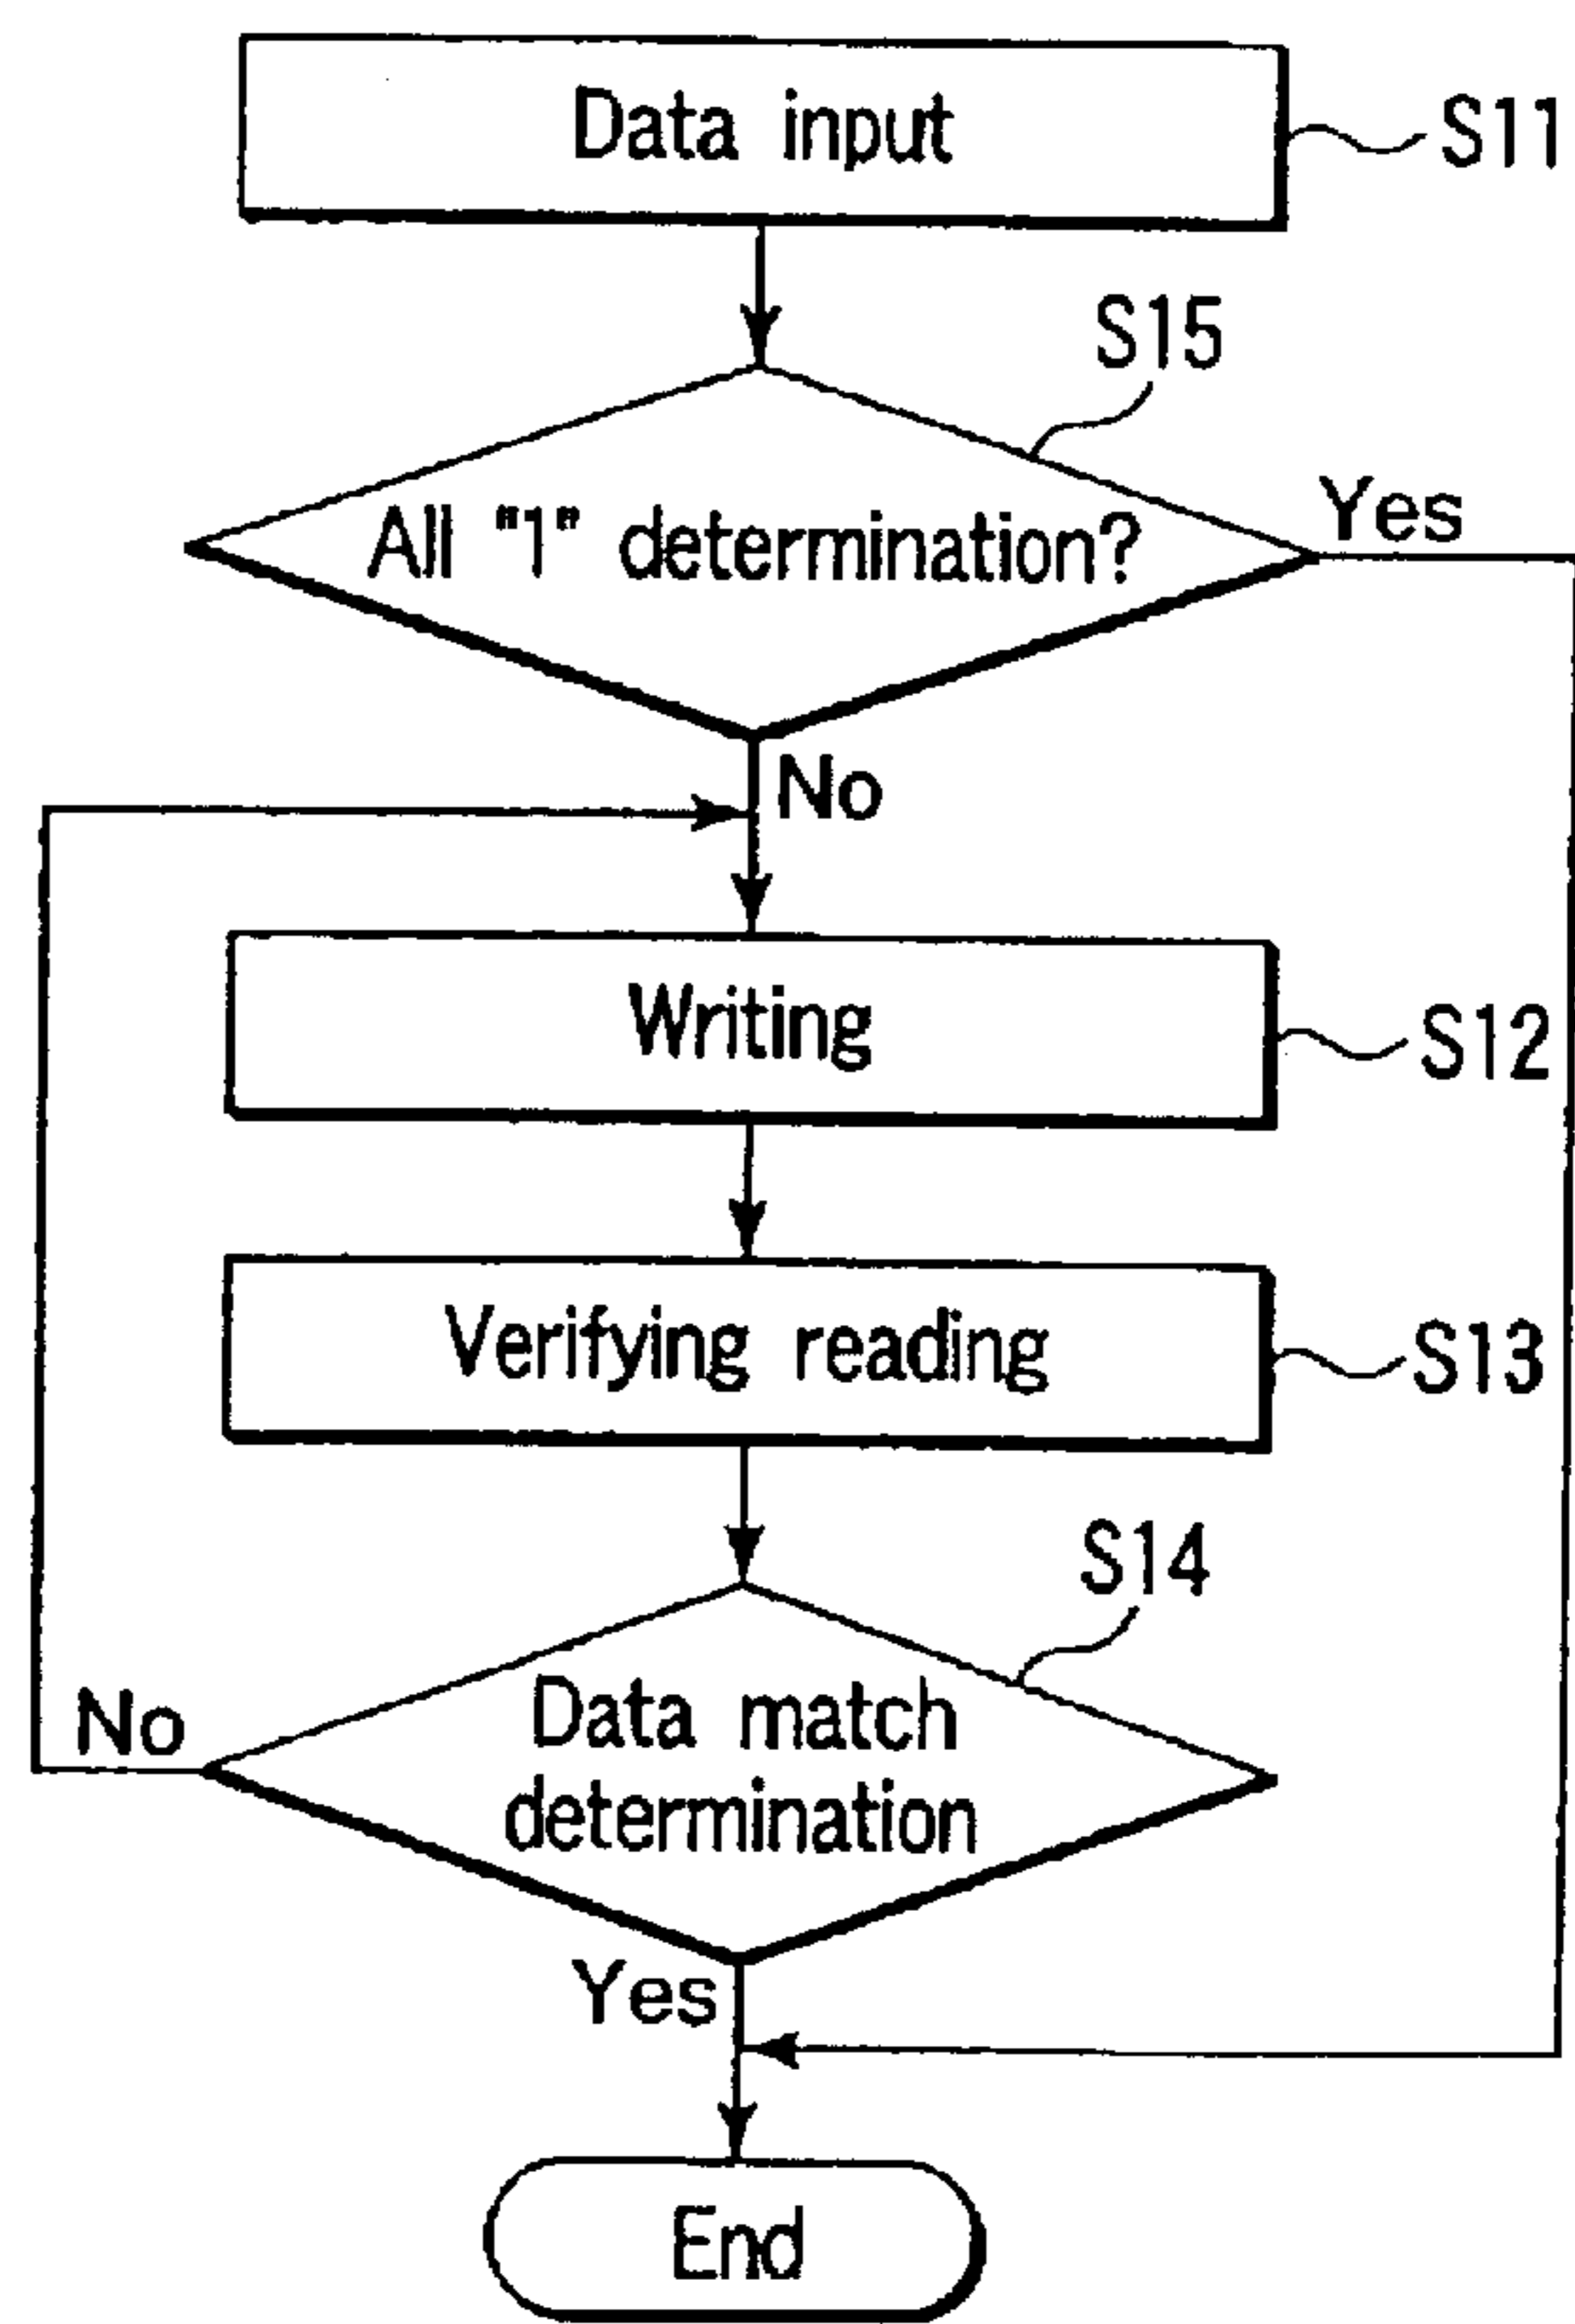 Data input
S11
S15
All "1" determination?
Yes
No
Writing
S12
Verifying reading
S13
S14
Data match
determination
No
Yes
End